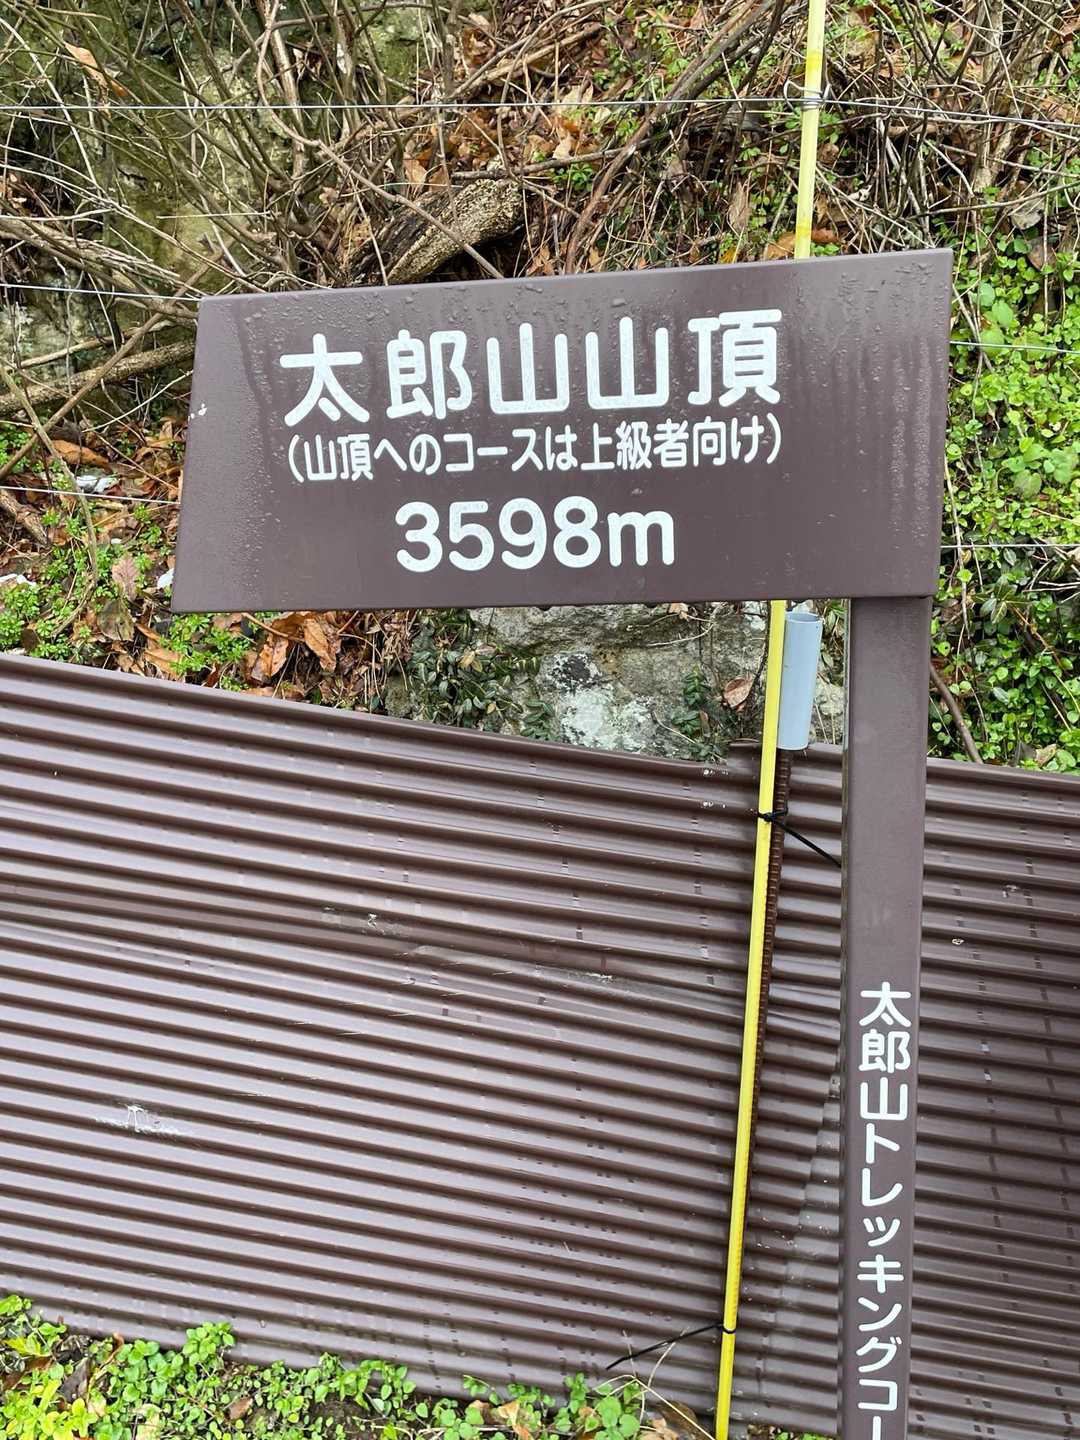 太郎山山頂
（山頂へのコースは上級者向け）
3598m
太郎山トレッキングコー